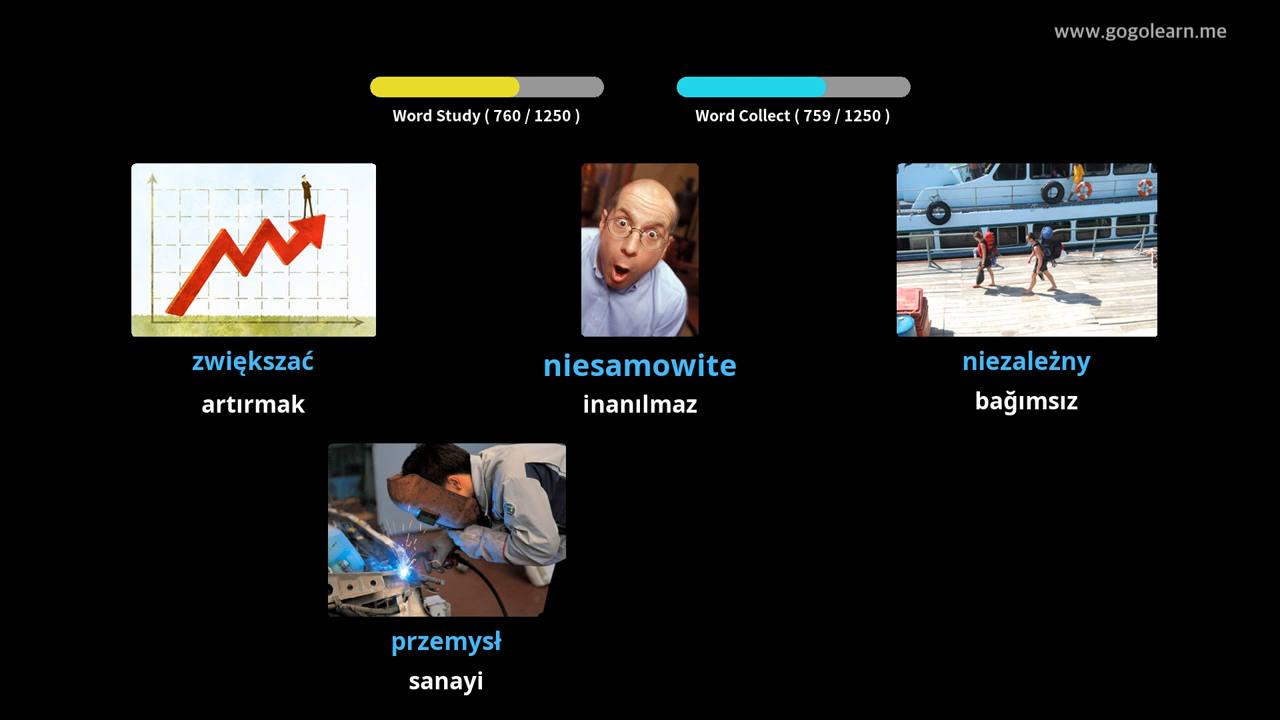 www.gogolearn.me
Word Study ( 760 / 1250 )
Word Collect ( 759 / 1250 )
zwiększać
artırmak
niesamowite
inanılmaz
niezależny
bağımsız
przemysł
sanayi